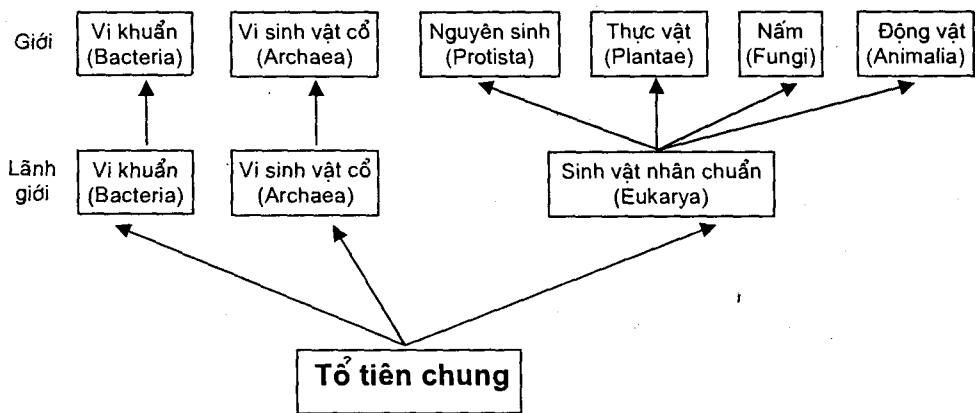 Giới
Vi khuẩn
(Bacteria)
Vi sinh vật cổ
(Archaea)
Nguyên sinh
(Protista)
Thực vật
(Plantae)
Nấm
(Fungi)
Động vật
(Animalia)
Lãnh
giới
Vi khuẩn
(Bacteria)
Vi sinh vật cổ
(Archaea)
Sinh vật nhân chuẩn
(Eukarya)
Tổ tiên chung